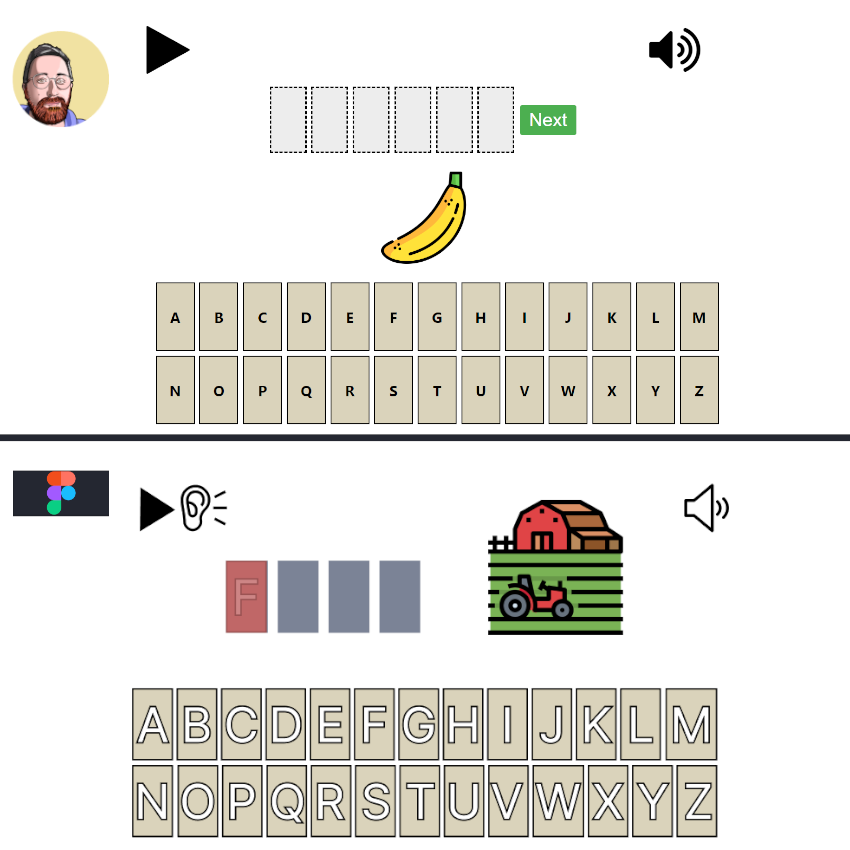 Next
A B C D E F G H I J K L M
N O P Q R S T U V W X Y Z
F
A B C D E F G H I J K L M
N O P Q R S T U V W X Y Z